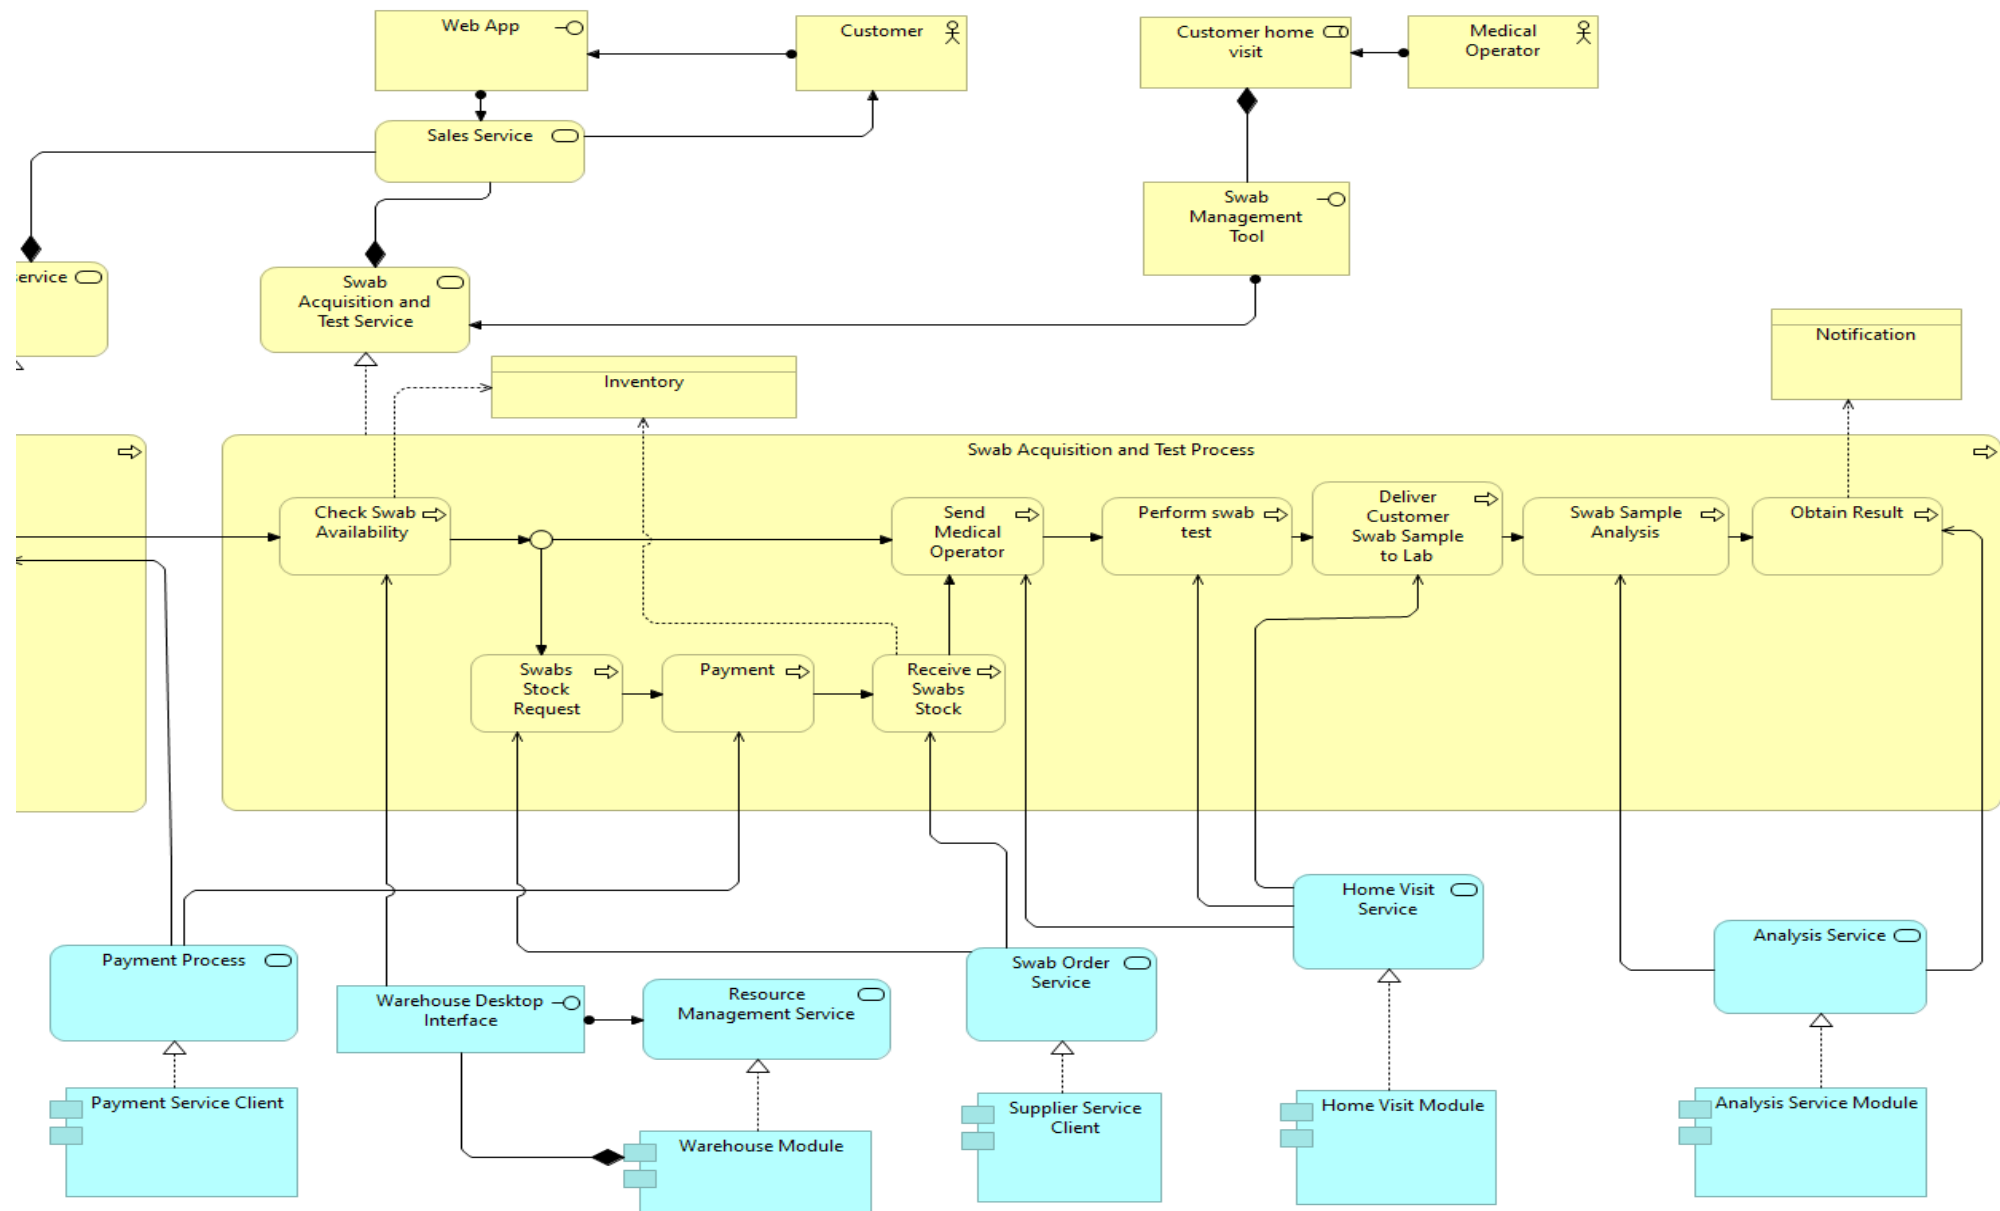 Web App
Customer
Customer home
visit
Medical
Operator
Sales Service
Swab
Management
Tool
ervice
Swab
Acquisition and
Test Service
Notification
Inventory
Swab Acquisition and Test Process
Check Swab
Availability
Send
Medical
Operator
Perform swab
test
Deliver
Customer
Swab Sample
to Lab
Swab Sample
Analysis
Obtain Result
Swabs
Stock
Request
Payment
Receive
Swabs
Stock
Home Visit
Service
Analysis Service
Payment Process
Warehouse Desktop
Interface
Resource
Management Service
Swab Order
Service
Payment Service Client
Warehouse Module
Supplier Service
Client
Home Visit Module
Analysis Service Module